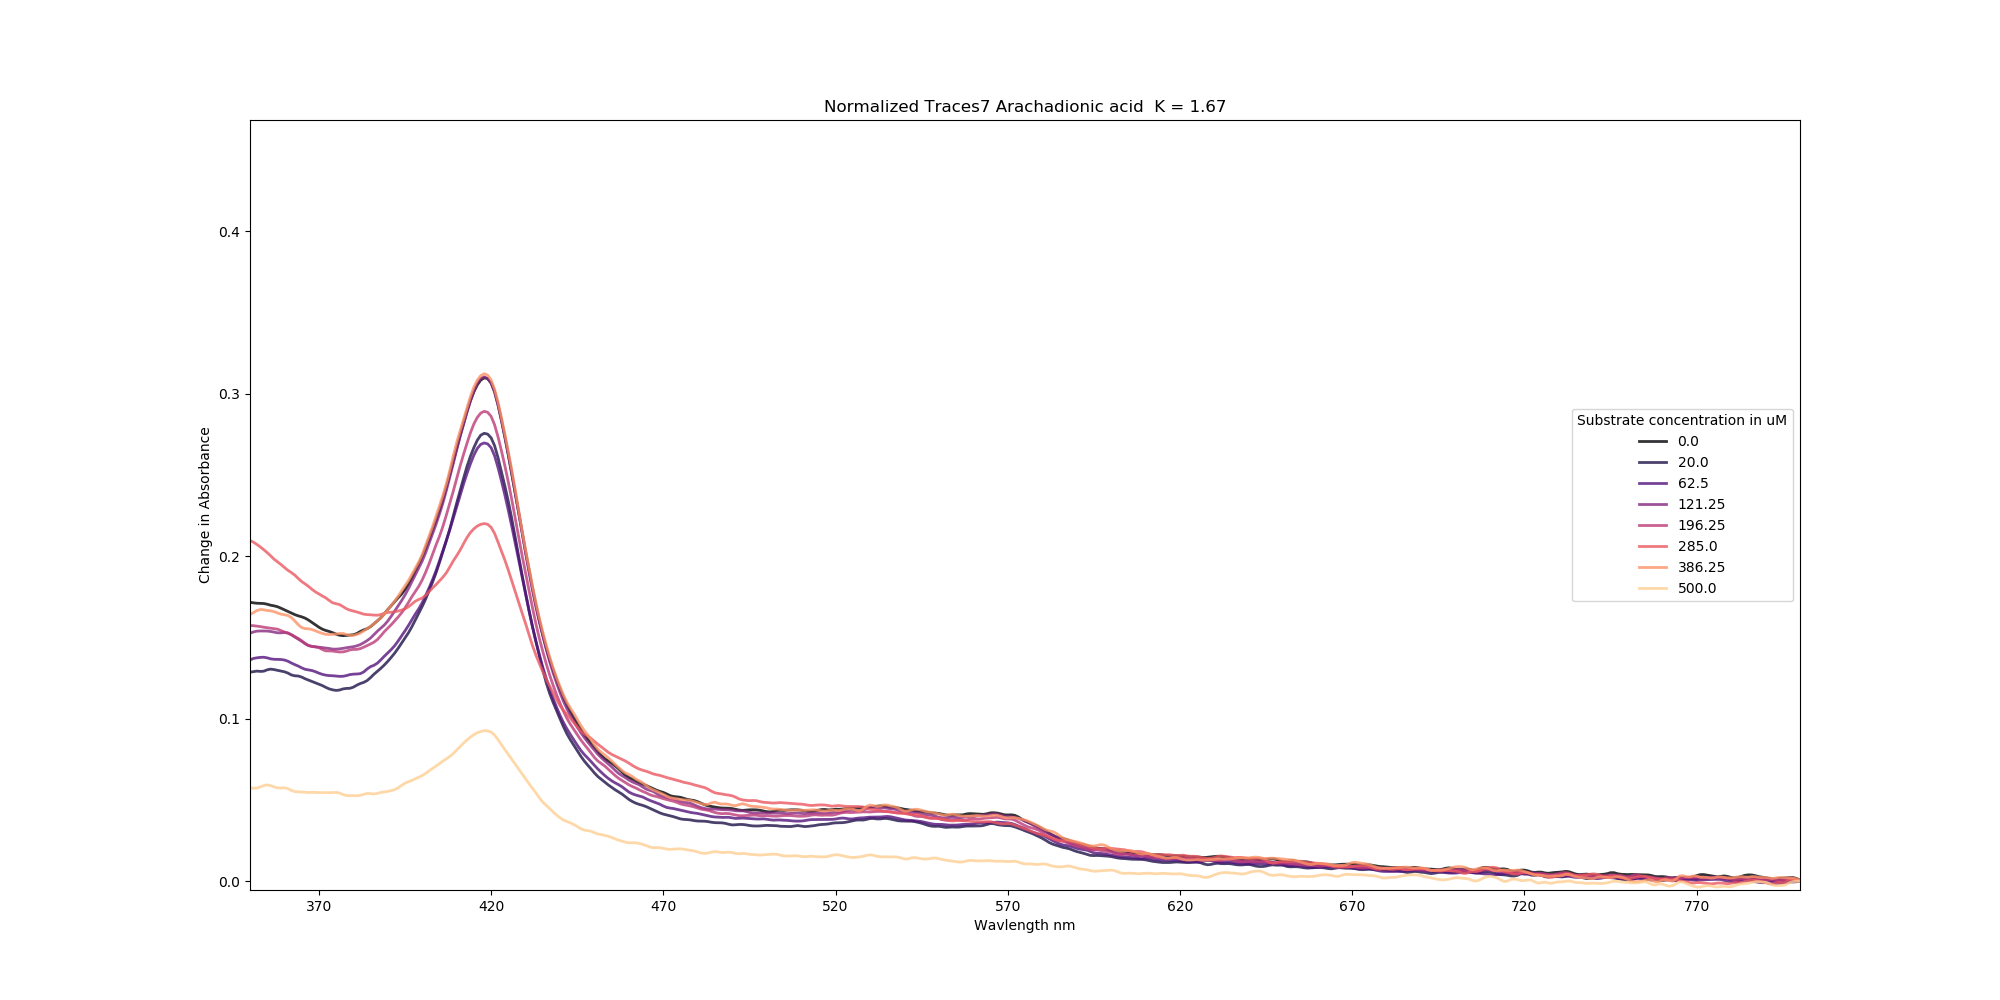 Normalized Traces7 Arachadionic acid  K = 1.67
Change in Absorbance
0.4
0.3
0.2
0.1
0.0
370 420 470 520 570 620 670 720 770
Wavlength nm
Substrate concentration in uM
0.0
20.0
62.5
121.25
196.25
285.0
386.25
500.0